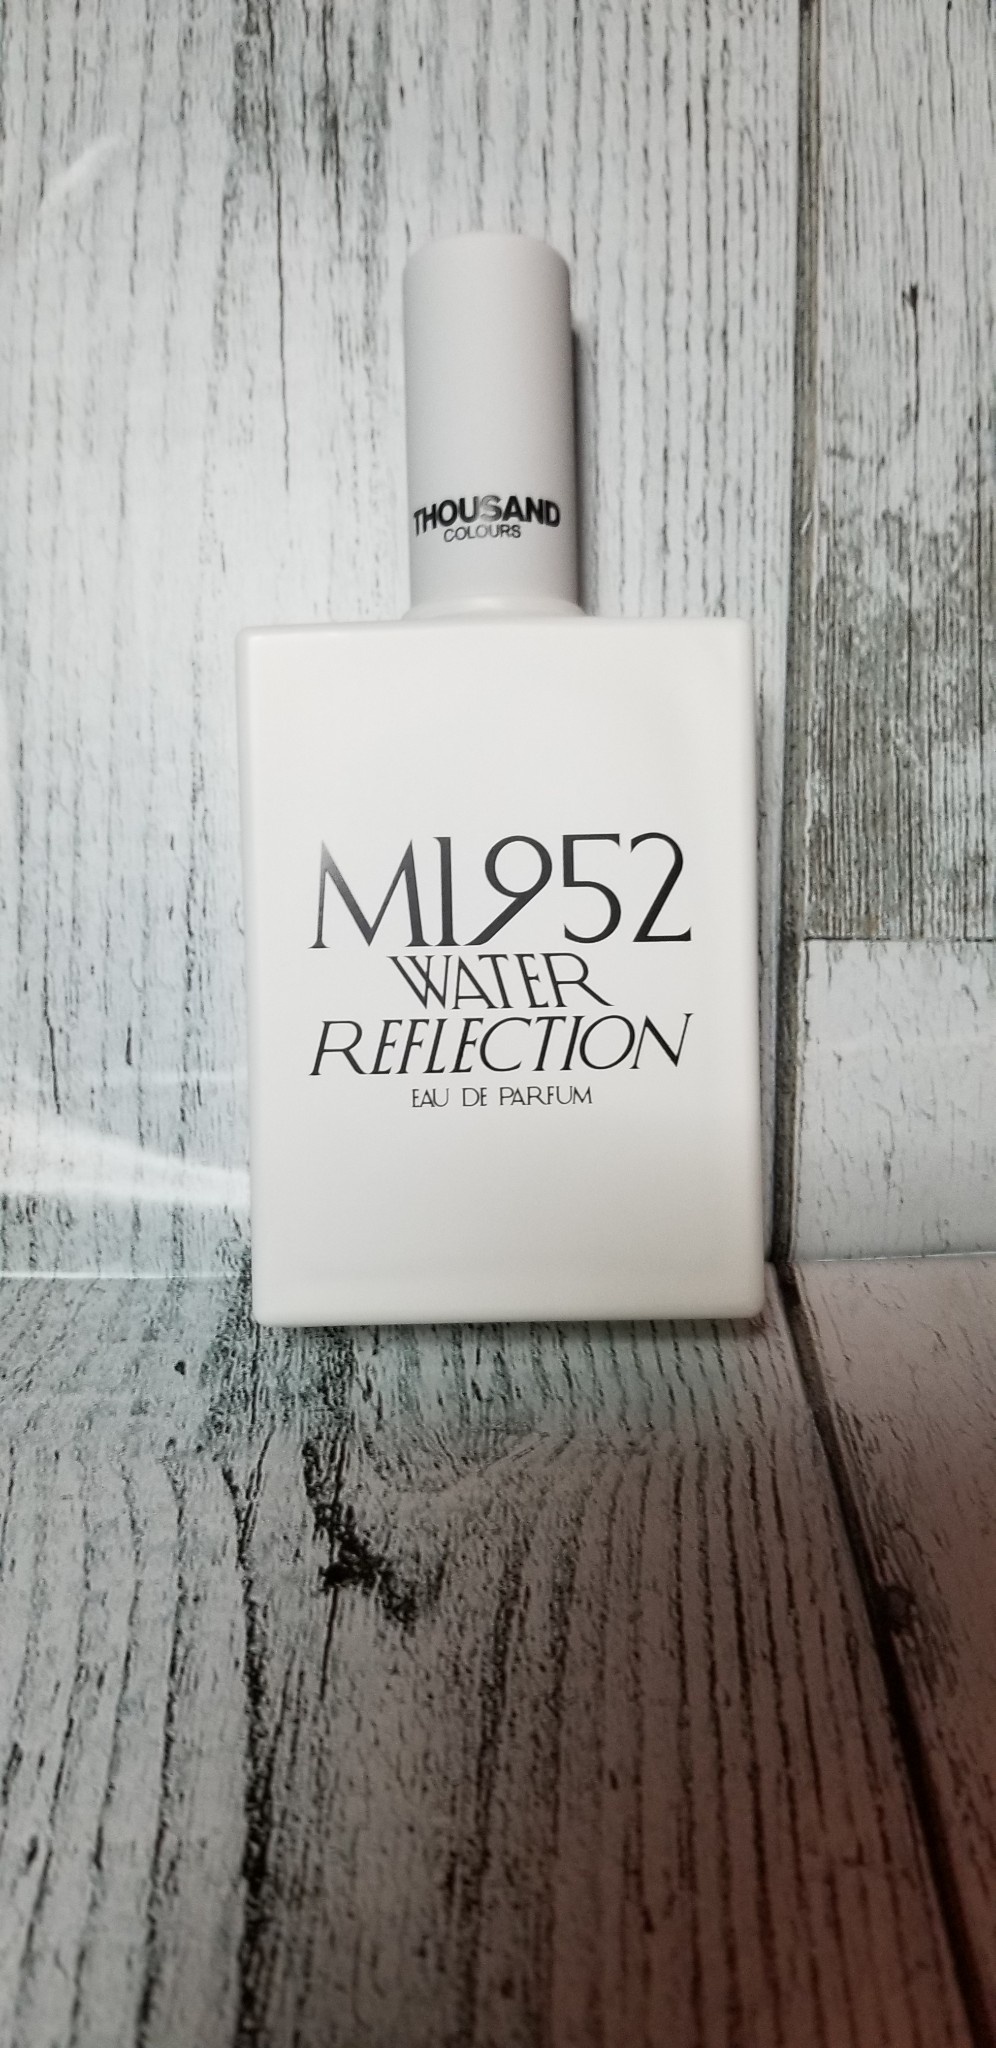 THOUSAND
COLOURS
M1952
WATER
REFLECTION
EAU DE PARFUM